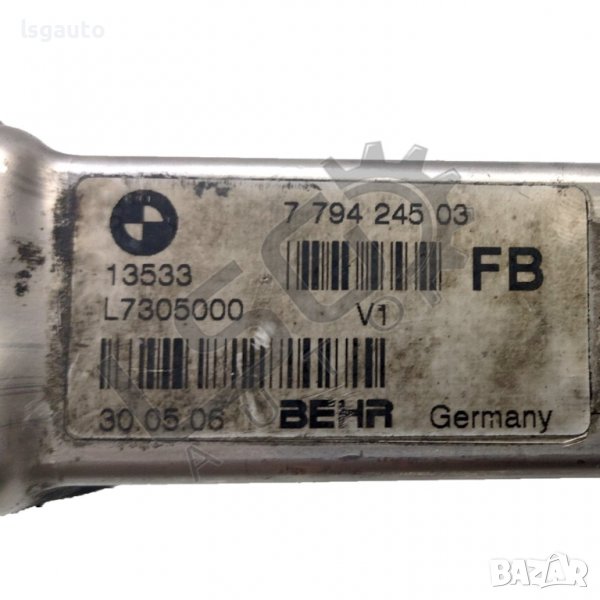 lsgauto
7 794 245 03
13533
FB
L7305000
V1
30.05.06
BEHR
Germany
BAZAR